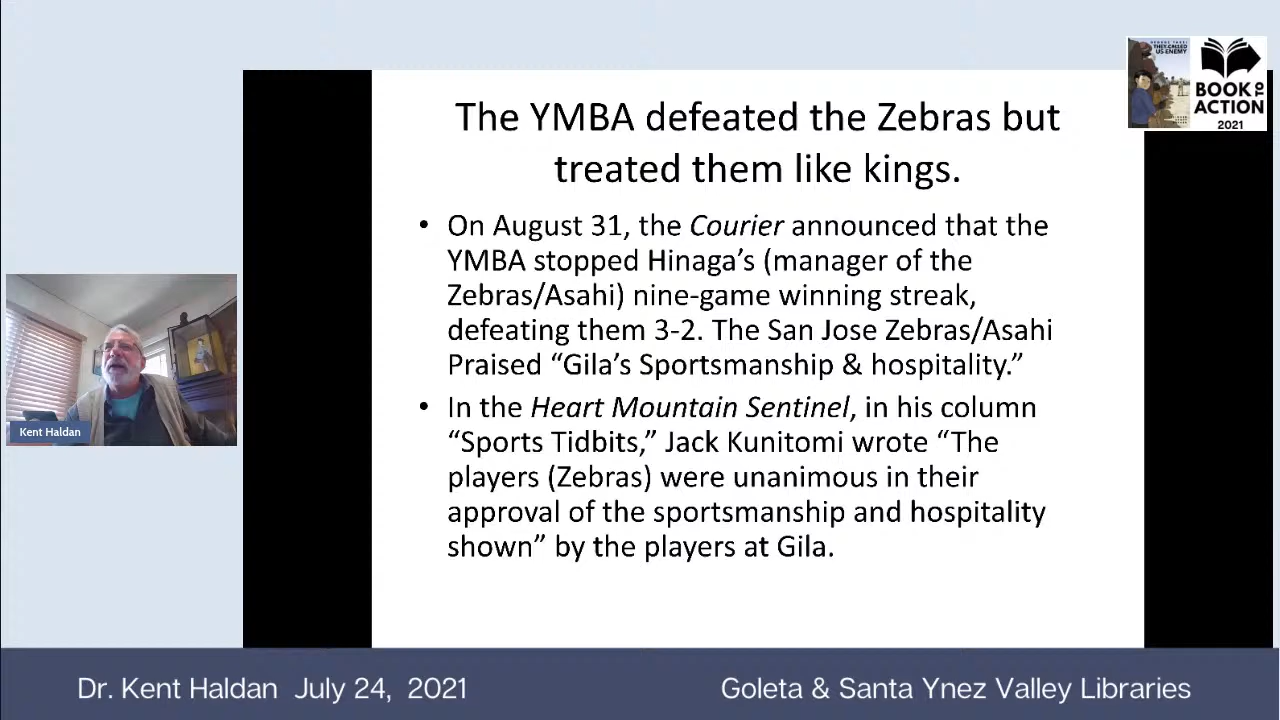 THEY CALLED
US ENEMY
BOOK TO
ACTION
2021
The YMBA defeated the Zebras but
treated them like kings.
• On August 31, the Courier announced that the
YMBA stopped Hinaga’s (manager of the
Zebras/Asahi) nine-game winning streak,
defeating them 3-2. The San Jose Zebras/Asahi
Praised “Gila’s Sportsmanship & hospitality.”
• In the Heart Mountain Sentinel, in his column
“Sports Tidbits,” Jack Kunitomi wrote “The
players (Zebras) were unanimous in their
approval of the sportsmanship and hospitality
shown” by the players at Gila.
Kent Haldan
Dr. Kent Haldan July 24, 2021
Goleta & Santa Ynez Valley Libraries